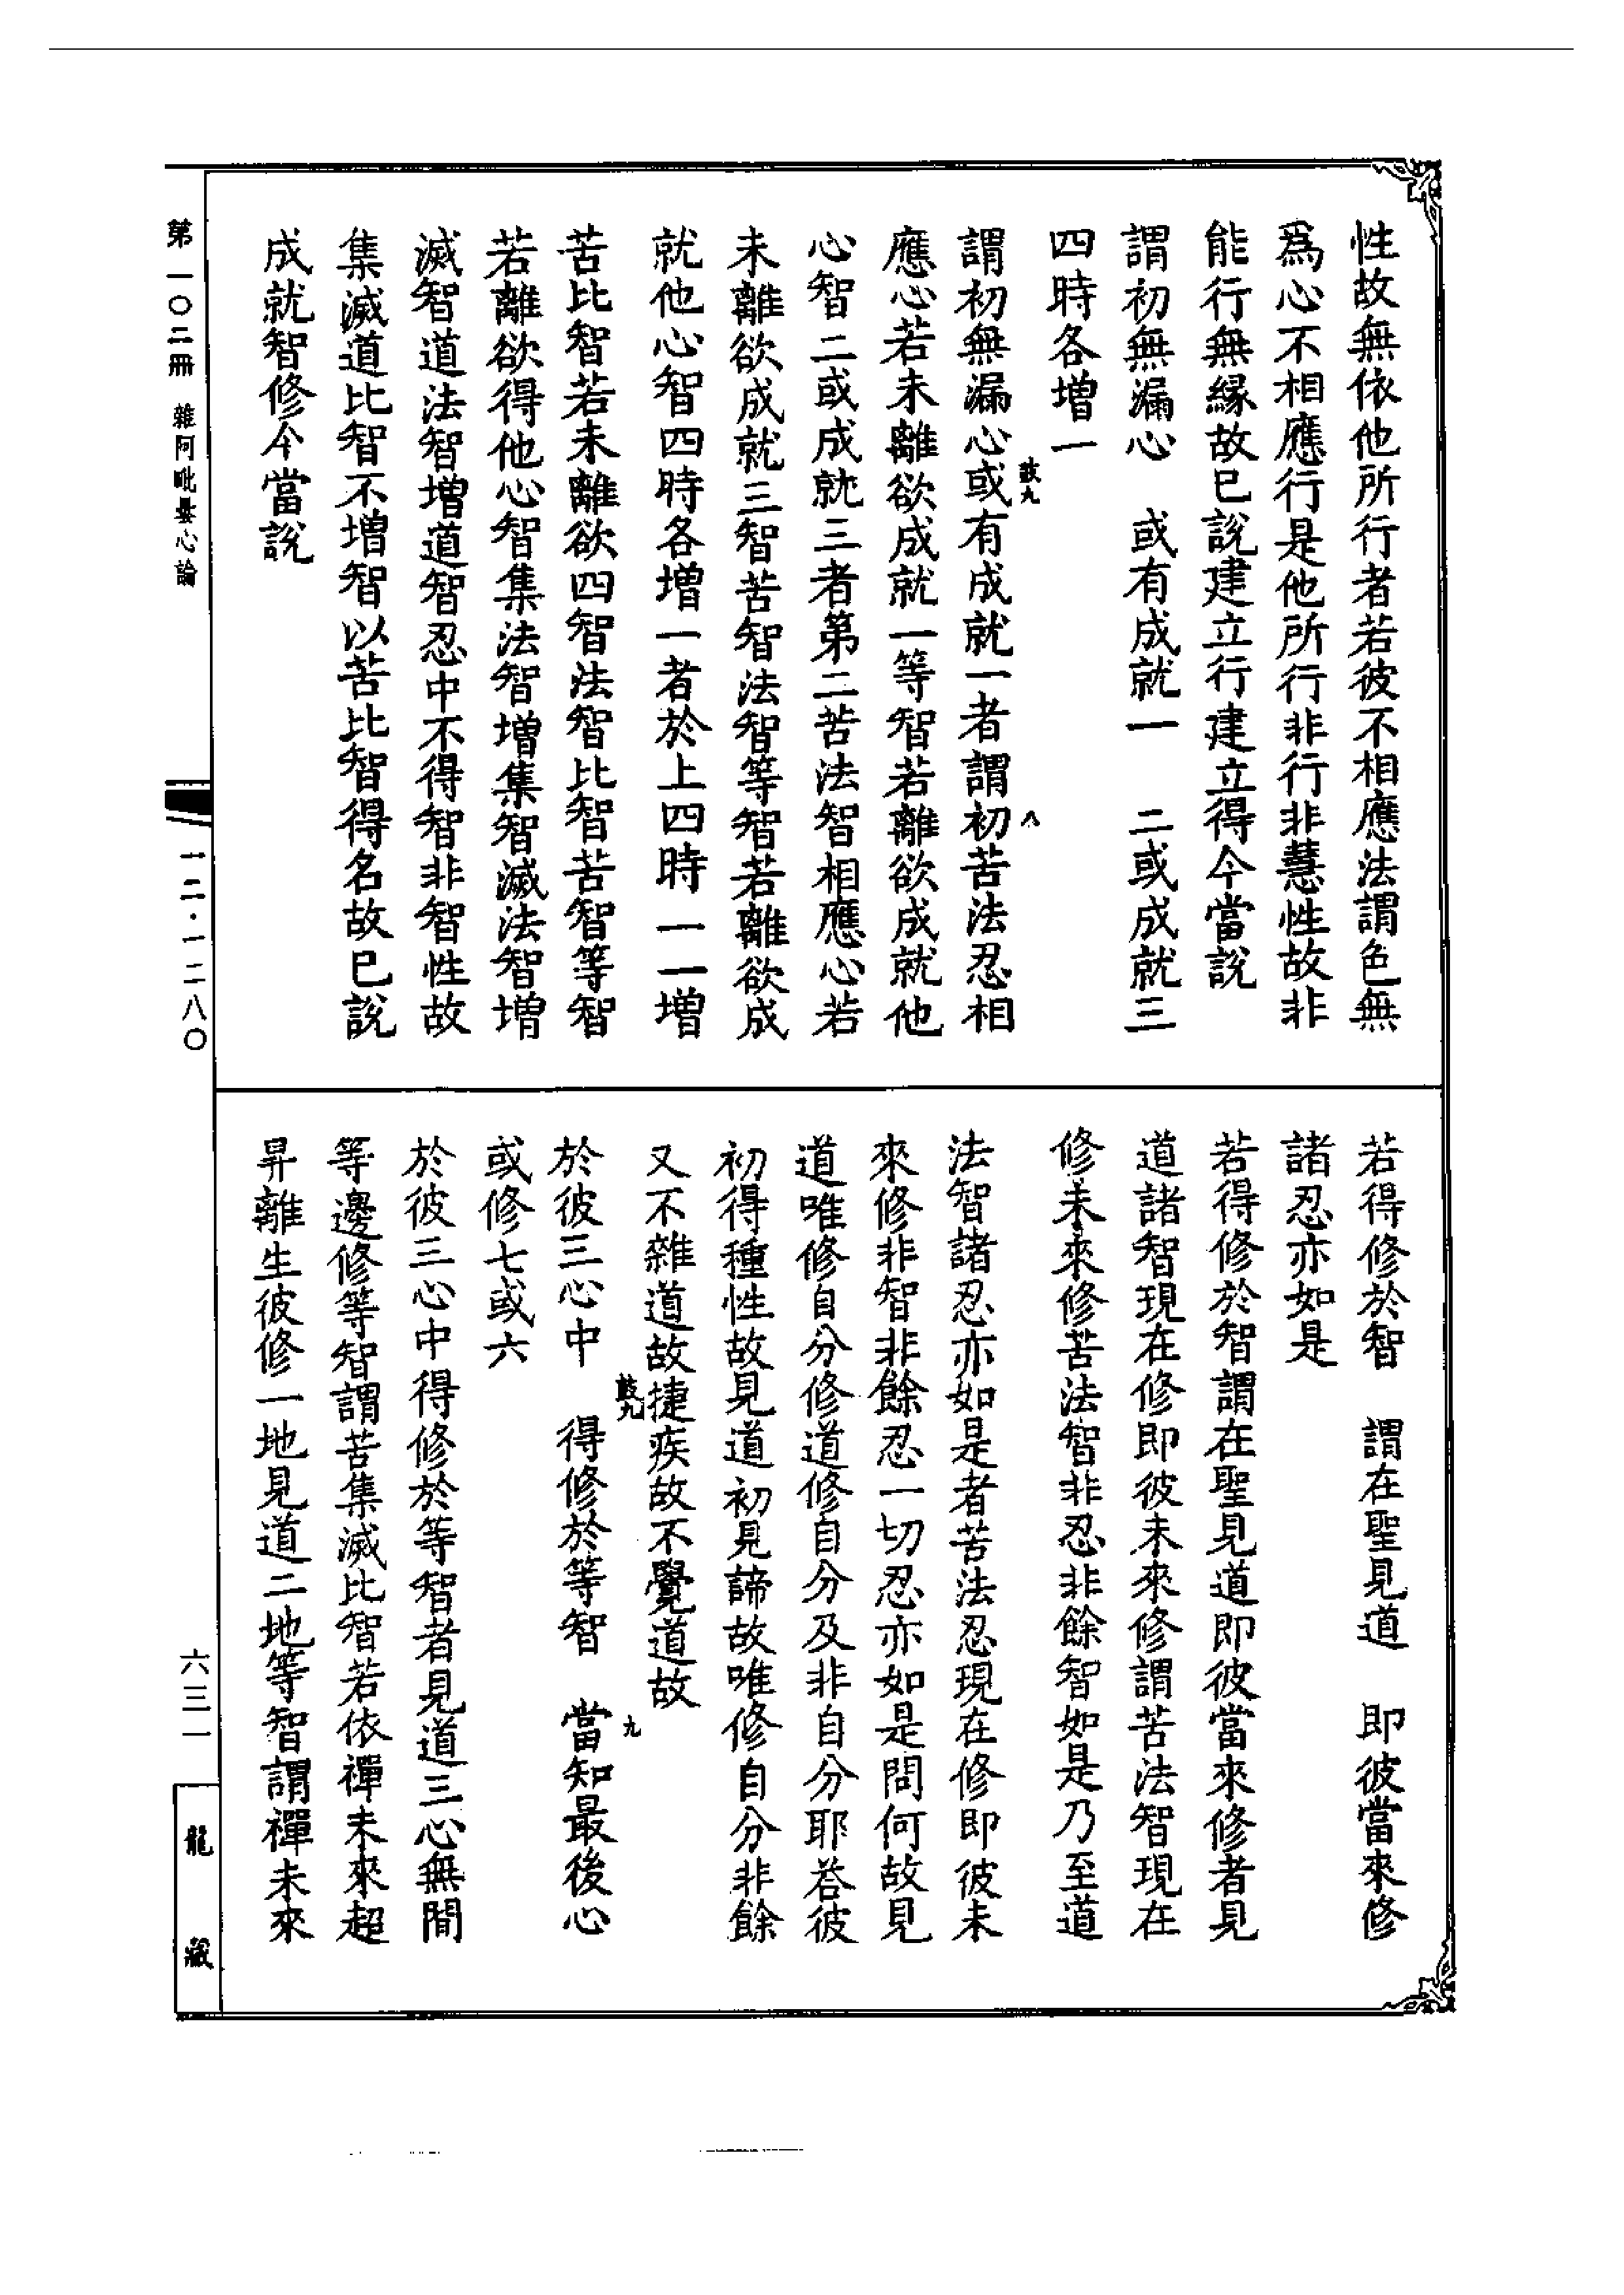 性故無依他所行者若彼不相應法謂色無
爲心不相應行是他所行非行非慧性故非
能行無緣故已說建立行建立得今當說
謂初無漏心　或有成就一　二或成就三
四時各增一
鼓九　八
謂初無漏心或有成就一者謂初苦法忍相
應心若未離欲成就一等智若離欲成就他
心智二或成就三者第二苦法智相應心若
未離欲成就三智苦智法智等智若離欲成
就他心智四時各增一者於上四時一一增
苦比智若未離欲四智法智比智苦智等智
若離欲得他心智集法智增集智滅法智增
滅智道法智增道智忍中不得智非智性故
集滅道比智不增智以苦比智得名故已說
成就智修今當說
若得修於智　謂在聖見道　即彼當來修
諸忍亦如是
若得修於智謂在聖見道即彼當來修者見
道諸智現在修即彼未來修謂苦法智現在
修未來修苦法智非忍非餘智如是乃至道
法智諸忍亦如是者苦法忍現在修即彼未
來修非智非餘忍一切忍亦如是問何故見
道唯修自分修道修自分及非自分耶荅彼
初得種性故見道初見諦故唯修自分非餘
又不雜道故捷疾故不覺道故
鼓九　九
於彼三心中　得修於等智　當知最後心
或修七或六
於彼三心中得修於等智者見道三心無間
等邊修等智謂苦集滅比智若依禪未來超
昇離生彼修一地見道二地等智謂禪未來
第一〇二冊　雜阿毗曇心論
一二·一二八〇
六三一
龍藏